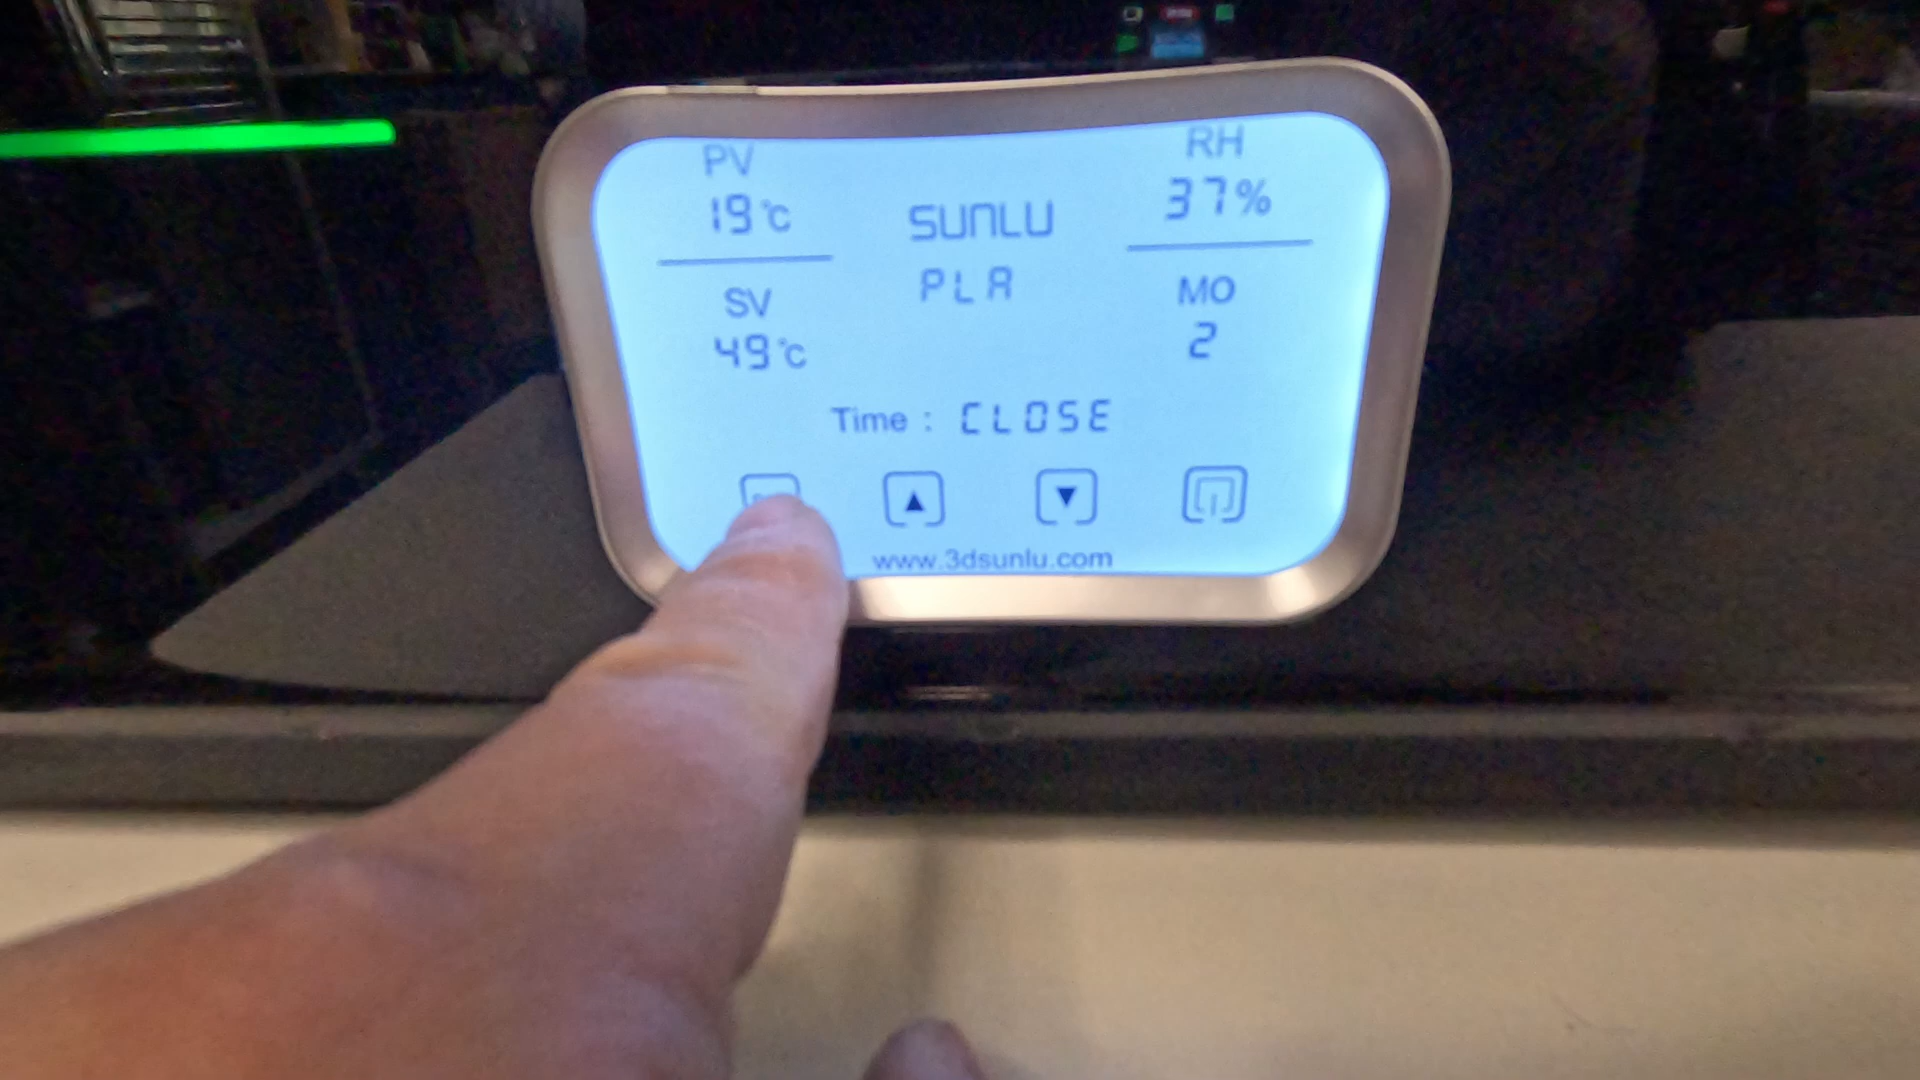 PV
19°C
SUNLU
RH
37%
PLA
SV
49°C
MO
2
Time : CLOSE
▲ ▼
www.3dsunlu.com